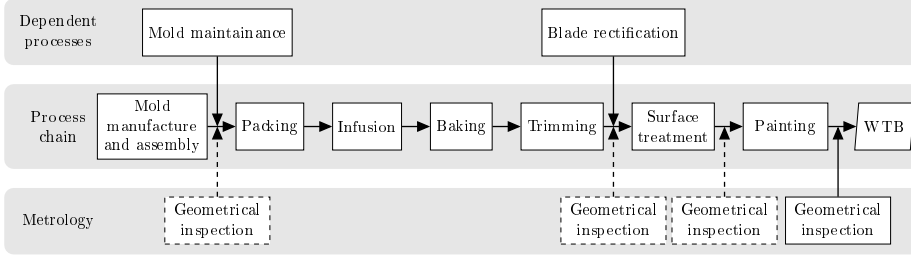 Dependent
processes
Mold maintainance
Blade rectification
Process
chain
Mold
manufacture
and assembly
Packing
Infusion
Baking
Trimming
Surface
treatment
Painting
WTB
Metrology
Geometrical
inspection
Geometrical
inspection
Geometrical
inspection
Geometrical
inspection